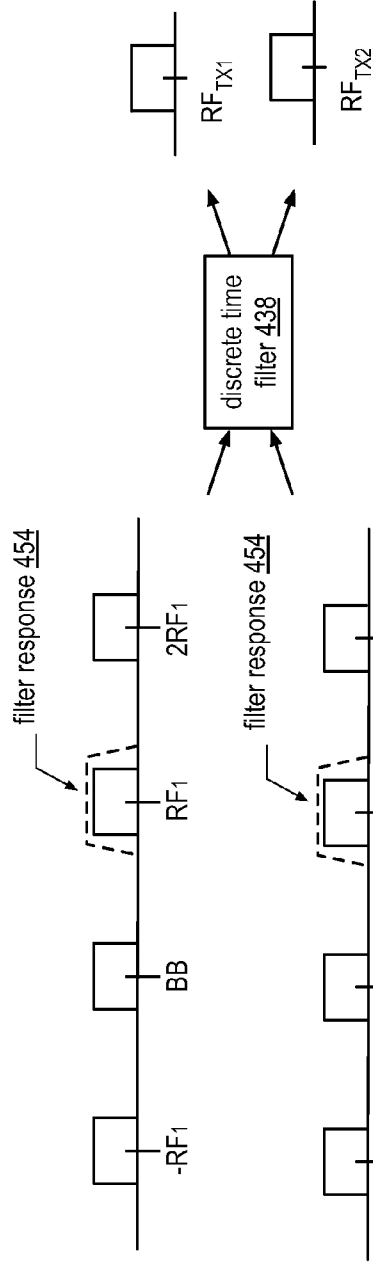 filter response 454
-RF1
BB
RF1
2RF1
filter response 454
discrete time
filter 438
RFTX1
RFTX2